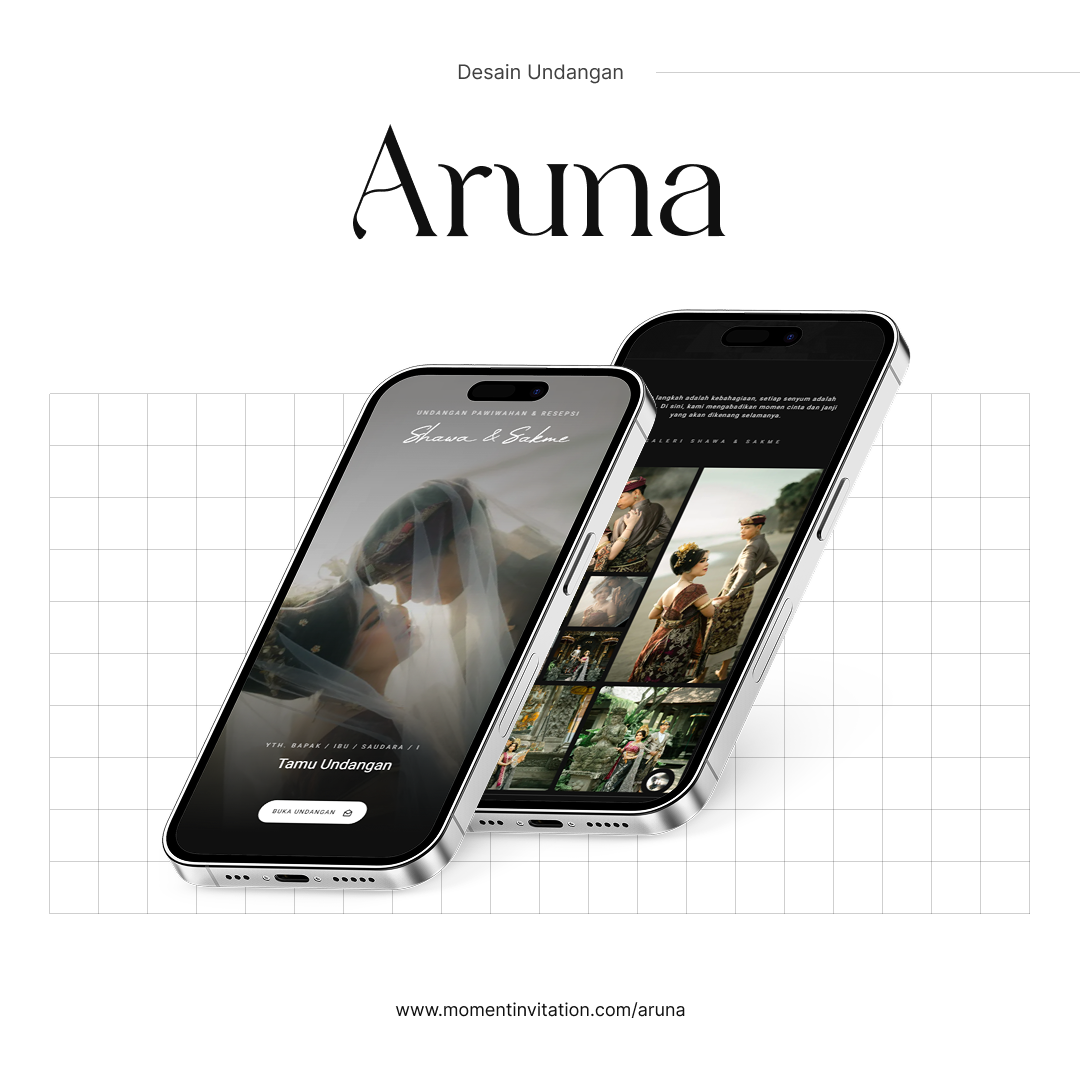 Desain Undangan
Aruna
UNDANGAN PAWIWAHAN & RESEPSI
Shawa & Sakme
YTH. BAPAK / IBU / SAUDARA / I
Tamu Undangan
BUKA UNDANGAN
langkah adalah kebahagiaan, setiap senyum adalah
Di sini, kami mengabadikan momen cinta dan janji
yang akan dikenang selamanya.
ALERI SHAWA & SAKME
www.momentinvitation.com/aruna